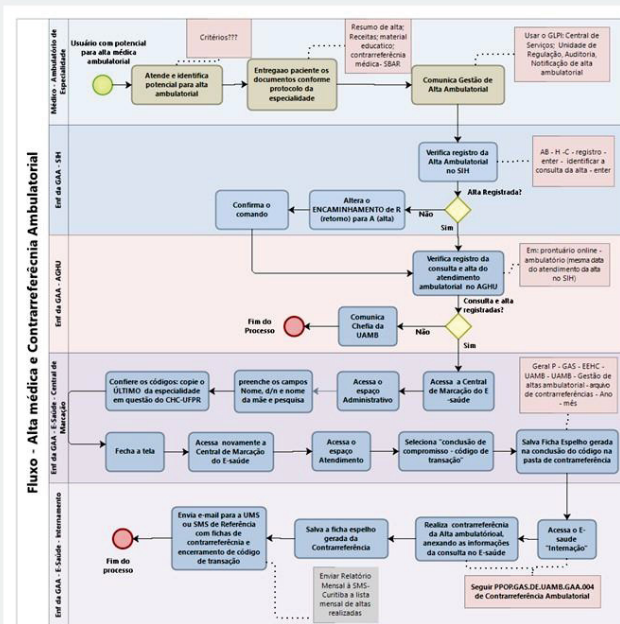 Fluxo - Alta médica e Contrarreferêcnia Ambulatorial
Médico - Ambulatório de
Especialidade
Usuário com potencial
para alta médica
ambulatorial
Critérios???
Atende e identifica
potencial para alta
ambulatorial
Resumo de alta;
Receitas; material
educatico;
contrarreferência
médica- SBAR
Entregaao paciente os
documentos conforme
protocolo da
especialidade
Comunica Gestão de
Alta Ambulatorial
Usar o GLPI: Central de
Serviços; Unidade de
Regulação, Auditoria,
Notificação de alta
ambulatorial
Enf da GAA - SIH
Verifica registro da
Alta Ambulatorial
no SIH
AB - H -C - registro -
enter - identificar a
consulta da alta - enter
Alta Registrada?
Não
Sim
Altera o
ENCAMINHAMENTO de R
(retorno) para A (alta)
Confirma o
comando
Enf da GAA - AGHU
Verifica registro da
consulta e alta do
atendimento
ambulatorial no AGHU
Em: prontuário online -
ambulatório (mesma data
do atendimento da alta
no SIH)
Consulta e alta
registradas?
Não
Sim
Comunica
Chefia da
UAMB
Fim do
Processo
Enf da GAA - E-Saúde - Central de
Marcação
Acessa a Central
de Marcação do E
-saúde
Acessa o
espaço
Administrativo
preenche os campos
Nome, d/n e nome
da mãe e pesquisa
Confiere os códigos: copie o
ÚLTIMO da especialidade
em questão do CHC-UFPR
Geral P - GAS - EEHC -
UAMB - UAMB - Gestão de
altas ambulatorial - arquivo
de contrarreferências - Ano
- mês
Fecha a tela
Acessa novamente a
Central de Marcação
do E-saúde
Acessa o
espaço
Atendimento
Seleciona "conclusão de
compromisso - código de
transação"
Salva Ficha Espelho gerada
na conclusão do código na
pasta de contrarreferência
Enf da GAA - E-Saúde - Internamento
Acessa o E-
saude
"Internação"
Realiza contrarreferência
da Alta ambulatórioal,
anexando as informações
da consulta no E-saúde
Salva a ficha espelho
gerada da
Contrarreferência
Envia e-mail para a UMS
ou SMS de Referência
com fichas de
contrarreferência e
encerramento de código
de transação
Fim do
processo
Enviar Relatório
Mensal à SMS-
Curitiba a lista
mensal de altas
realizadas
Seguir PPOP.GAS.DE.UAMB.GAA.004
de Contrarreferência Ambulatorial